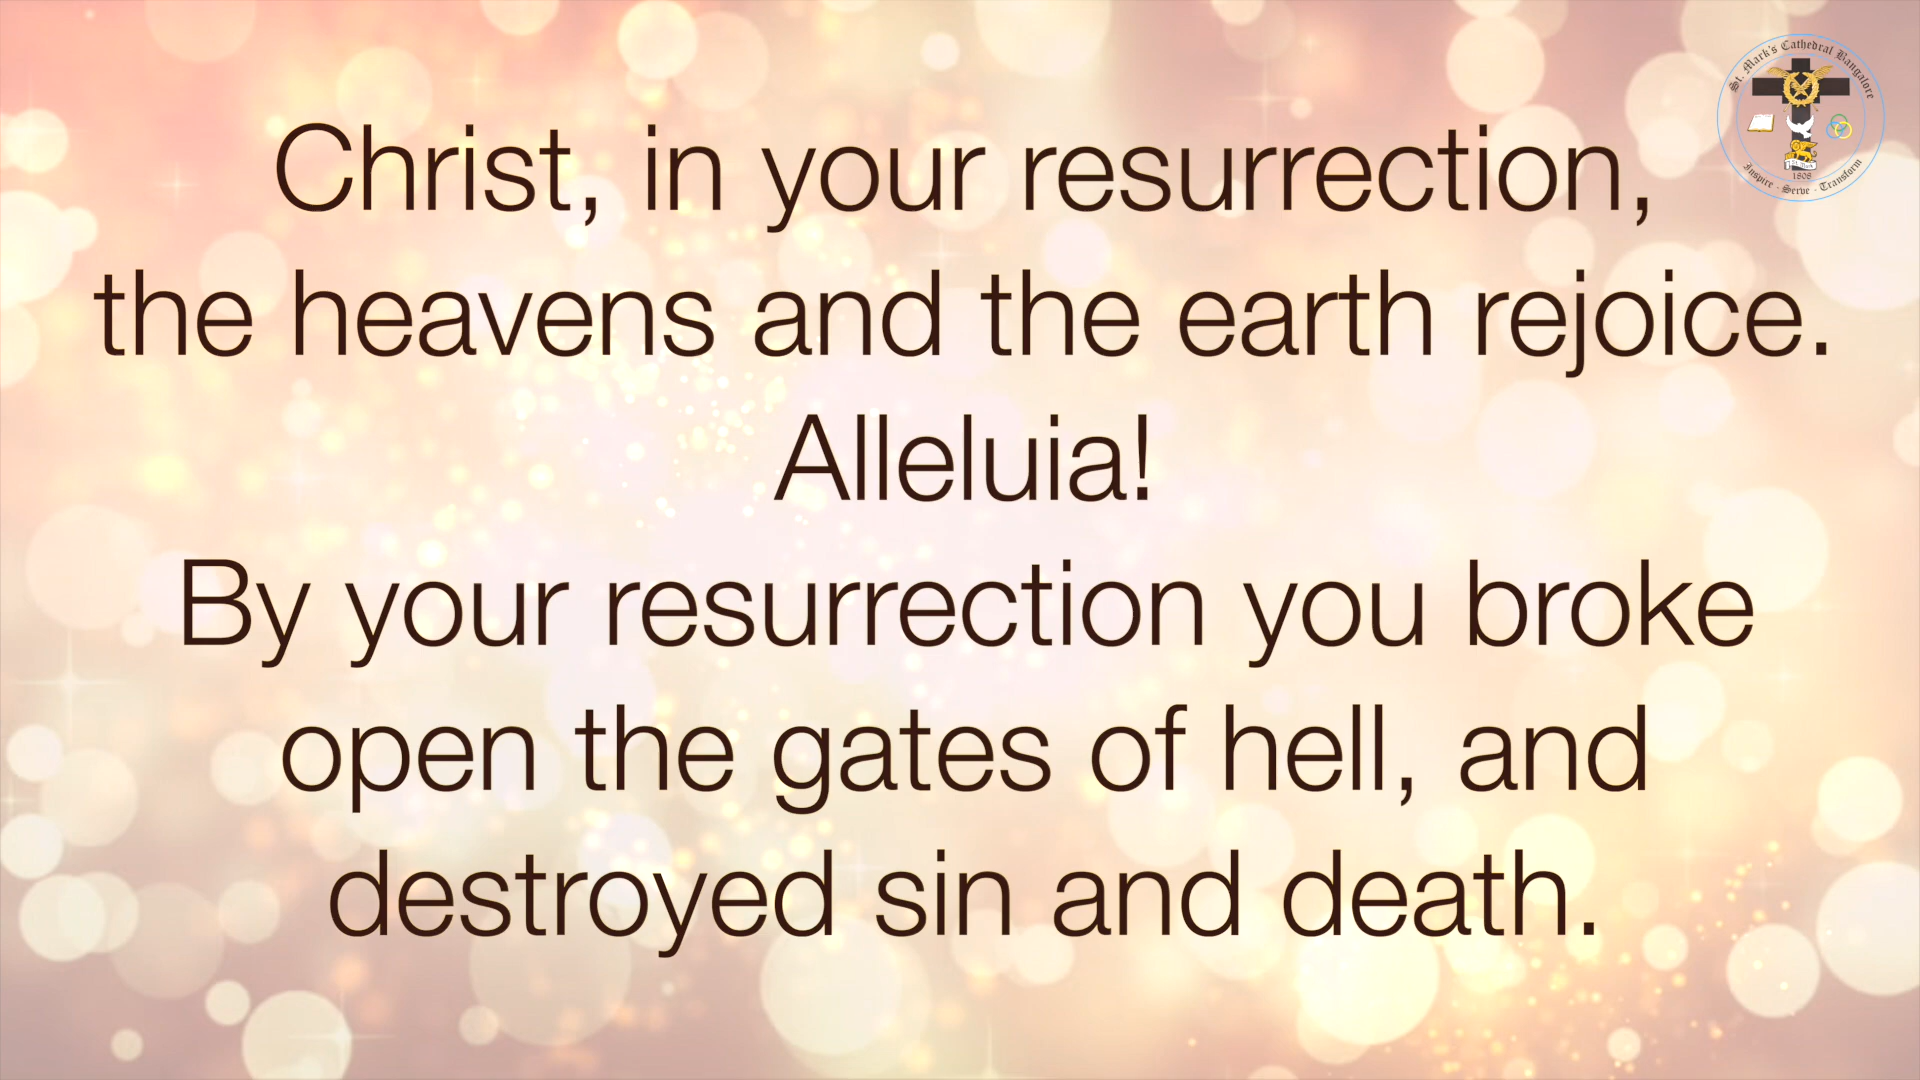 Christ, in your resurrection,
the heavens and the earth rejoice.
Alleluia!
By your resurrection you broke
open the gates of hell, and
destroyed sin and death.
St. Mark's Cathedral Bangalore
1808
Inspire - Serve - Transform